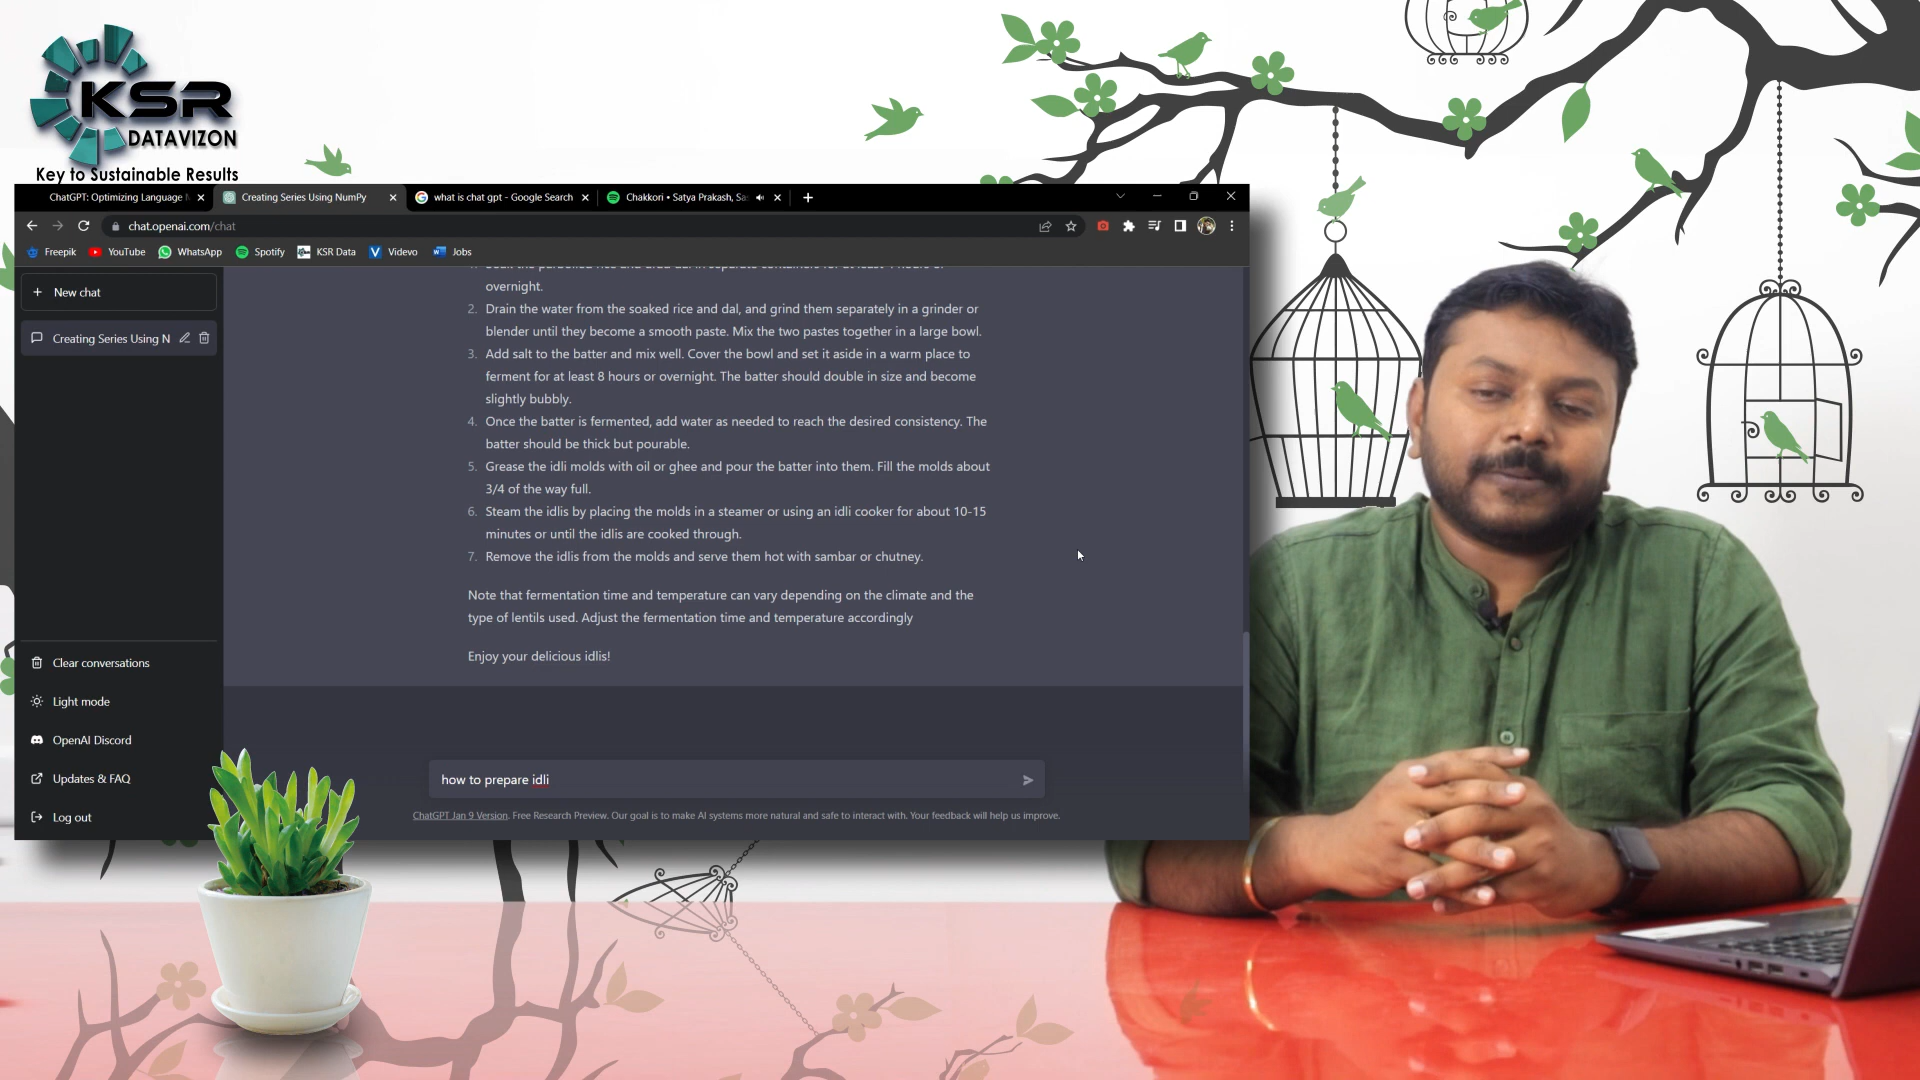 KSR
DATAVIZON
Key to Sustainable Results
ChatGPT: Optimizing Language
Creating Series Using NumPy
what is chat gpt - Google Search
Chakkori • Satya Prakash, Sa
chat.openai.com/chat
Freepik
YouTube
WhatsApp
Spotify
KSR Data
Videvo
Jobs
New chat
Creating Series Using N
overnight.
2. Drain the water from the soaked rice and dal, and grind them separately in a grinder or
blender until they become a smooth paste. Mix the two pastes together in a large bowl.
3. Add salt to the batter and mix well. Cover the bowl and set it aside in a warm place to
ferment for at least 8 hours or overnight. The batter should double in size and become
slightly bubbly.
4. Once the batter is fermented, add water as needed to reach the desired consistency. The
batter should be thick but pourable.
5. Grease the idli molds with oil or ghee and pour the batter into them. Fill the molds about
3/4 of the way full.
6. Steam the idlis by placing the molds in a steamer or using an idli cooker for about 10-15
minutes or until the idlis are cooked through.
7. Remove the idlis from the molds and serve them hot with sambar or chutney.
Note that fermentation time and temperature can vary depending on the climate and the
type of lentils used. Adjust the fermentation time and temperature accordingly
Enjoy your delicious idlis!
Clear conversations
Light mode
OpenAI Discord
Updates & FAQ
Log out
how to prepare idli
ChatGPT Jan 9 Version. Free Research Preview. Our goal is to make AI systems more natural and safe to interact with. Your feedback will help us improve.